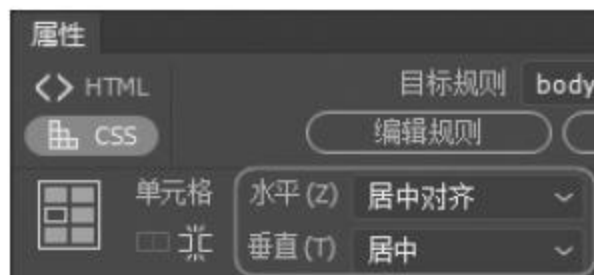 属性
HTML
目标规则 body
CSS
编辑规则
单元格 水平(Z) 居中对齐
垂直(T) 居中